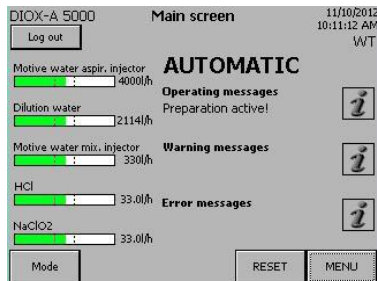 DIOX-A 5000
Main screen
11/10/2012
10:11:12 AM
Log out
WT
Motive water aspir. injector
4000l/h
AUTOMATIC
Operating messages
Preparation active!
Dilution water
2114l/h
Motive water mix. injector
330l/h
Warning messages
HCl
33.0l/h
Error messages
NaClO2
33.0l/h
Mode
RESET
MENU